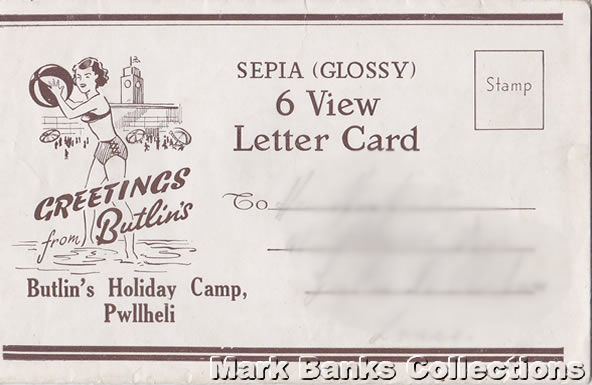 SEPIA (GLOSSY)
6 View
Letter Card
Stamp
To
GREETINGS
from Butlin's
Butlin's Holiday Camp,
Pwllheli
Mark Banks Collections